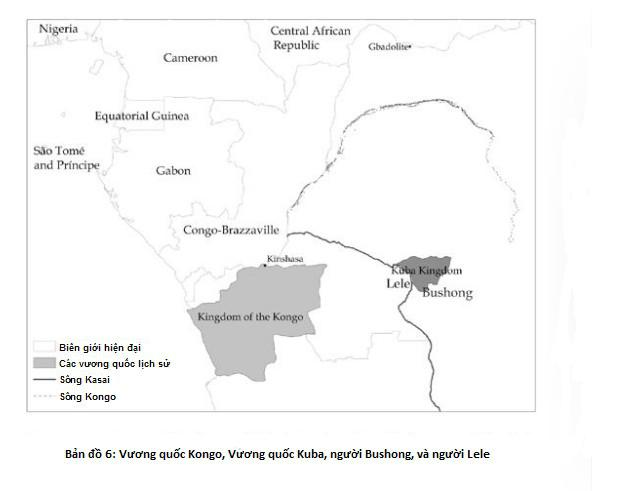 Nigeria
Central African
Republic
Gbadolite
Cameroon
Equatorial Guinea
São Tomé
and Príncipe
Gabon
Congo-Brazzaville
Kinshasa
Kuba Kingdom
Lele
Bushong
Kingdom of the Kongo
Biên giới hiện đại
Các vương quốc lịch sử
Sông Kasai
Sông Kongo
Bản đồ 6: Vương quốc Kongo, Vương quốc Kuba, người Bushong, và người Lele